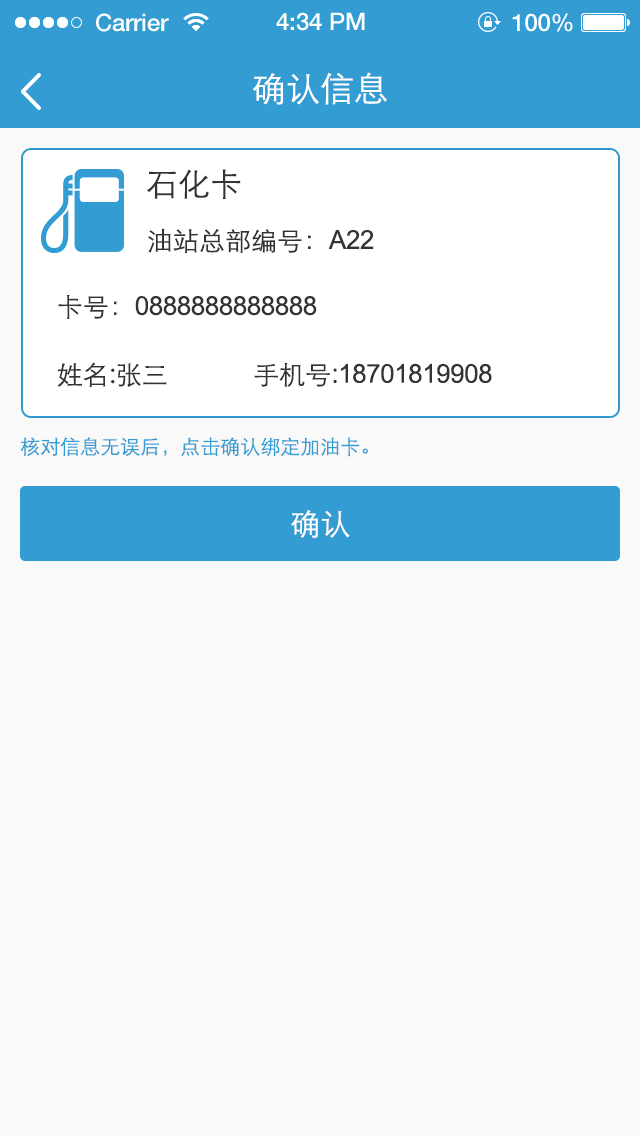 Carrier 4:34 PM 100%
确认信息
石化卡
油站总部编号：A22
卡号：0888888888888
姓名:张三 手机号:18701819908
核对信息无误后，点击确认绑定加油卡。
确认